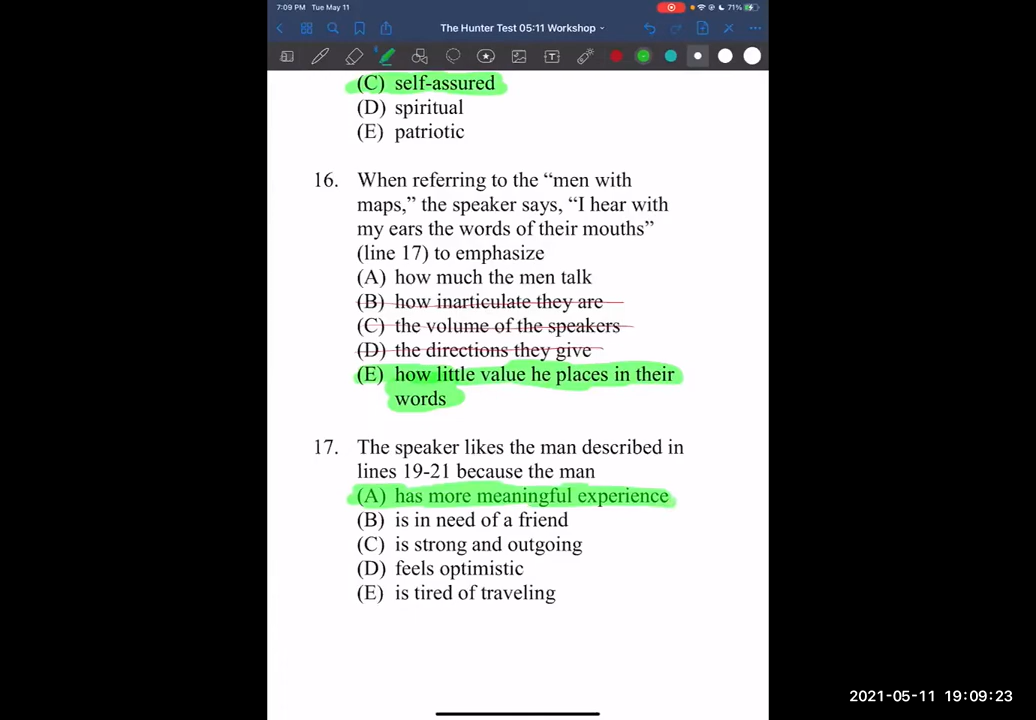 7:09 PM Tue May 11
71%
The Hunter Test 05:11 Workshop
(C) self-assured
(D) spiritual
(E) patriotic
16. When referring to the “men with
maps,” the speaker says, “I hear with
my ears the words of their mouths”
(line 17) to emphasize
(A) how much the men talk
(B) how inarticulate they are
(C) the volume of the speakers
(D) the directions they give
(E) how little value he places in their
words
17. The speaker likes the man described in
lines 19-21 because the man
(A) has more meaningful experience
(B) is in need of a friend
(C) is strong and outgoing
(D) feels optimistic
(E) is tired of traveling
2021-05-11 19:09:23